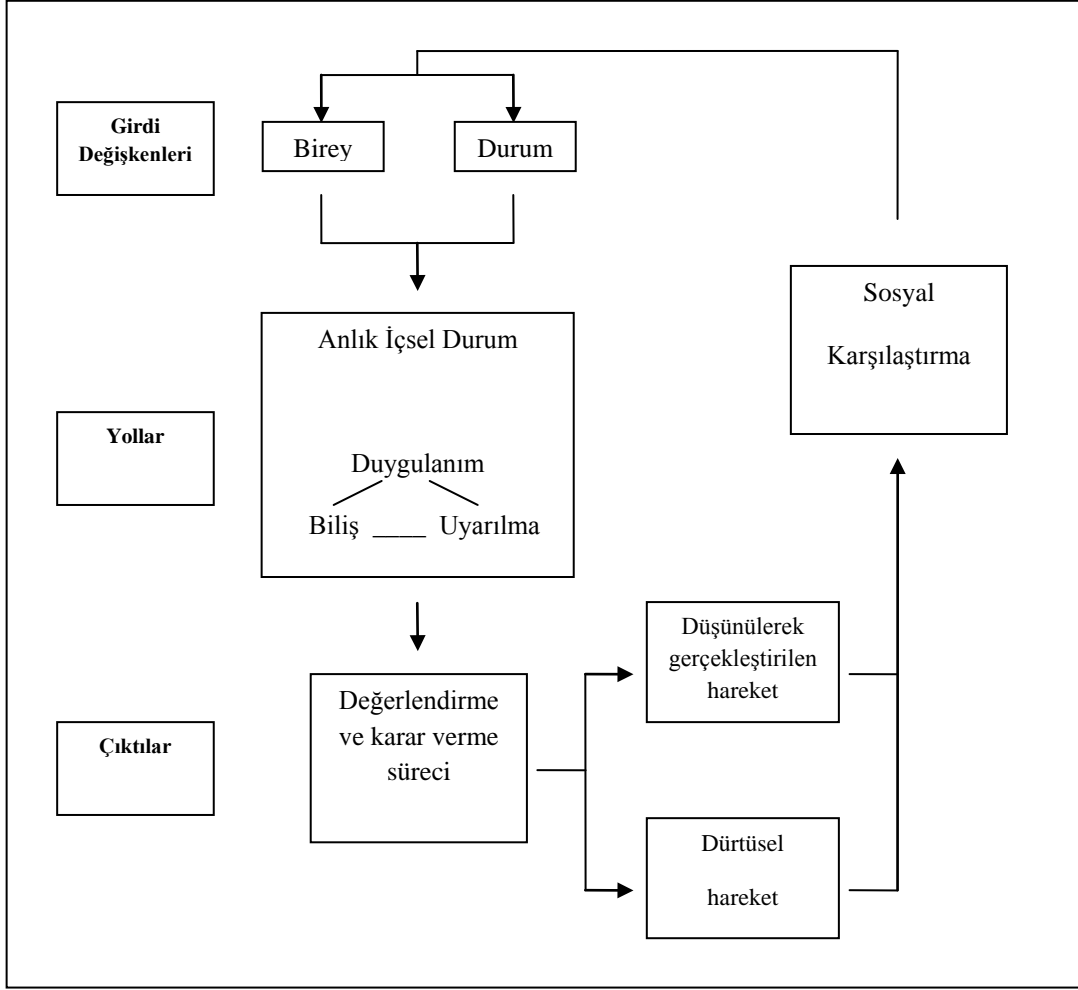 Girdi
Değişkenleri
Birey
Durum
Sosyal
Karşılaştırma
Anlık İçsel Durum
Yollar
Duygulanım
Biliş ____ Uyarılma
Düşünülerek
gerçekleştirilen
hareket
Değerlendirme
ve karar verme
süreci
Çıktılar
Dürtüsel
hareket